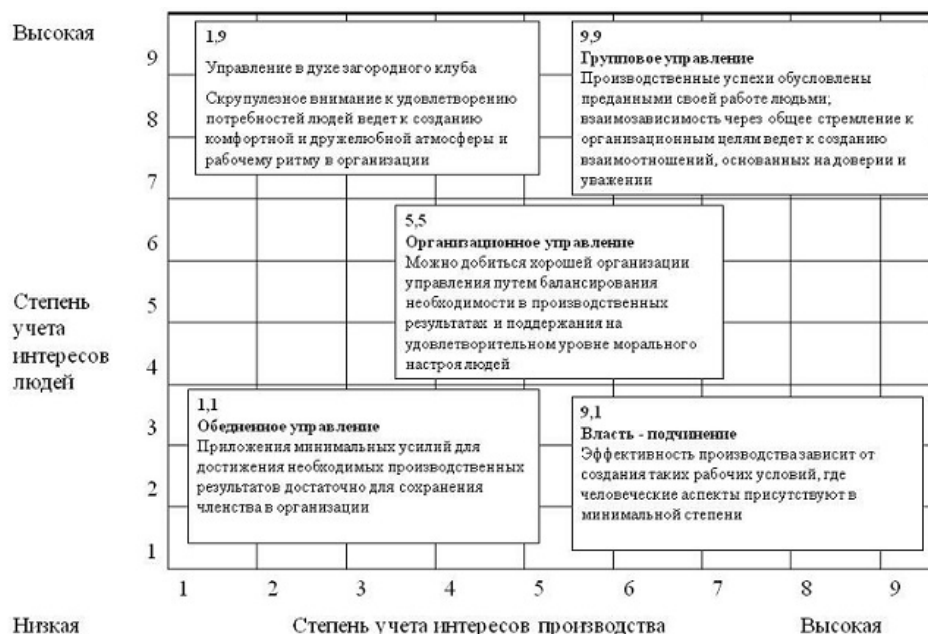 Высокая
9
8
7
6
5
4
3
2
1
Степень
учета
интересов
людей
1,9
Управление в духе загородного клуба
Скрупулезное внимание к удовлетворению
потребностей людей ведет к созданию
комфортной и дружелюбной атмосферы и
рабочему ритму в организации
9,9
Групповое управление
Производственные успехи обусловлены
преданными своей работе людьми;
взаимозависимость через общее стремление к
организационным целям ведет к созданию
взаимоотношений, основанных на доверии и
уважении
5,5
Организационное управление
Можно добиться хорошей организации
управления путем балансирования
необходимости в производственных
результатах и поддержания на
удовлетворительном уровне морального
настроя людей
1,1
Обедненное управление
Приложения минимальных усилий для
достижения необходимых производственных
результатов достаточно для сохранения
членства в организации
9,1
Власть - подчинение
Эффективность производства зависит от
создания таких рабочих условий, где
человеческие аспекты присутствуют в
минимальной степени
1 2 3 4 5 6 7 8 9
Низкая Степень учета интересов производства Высокая